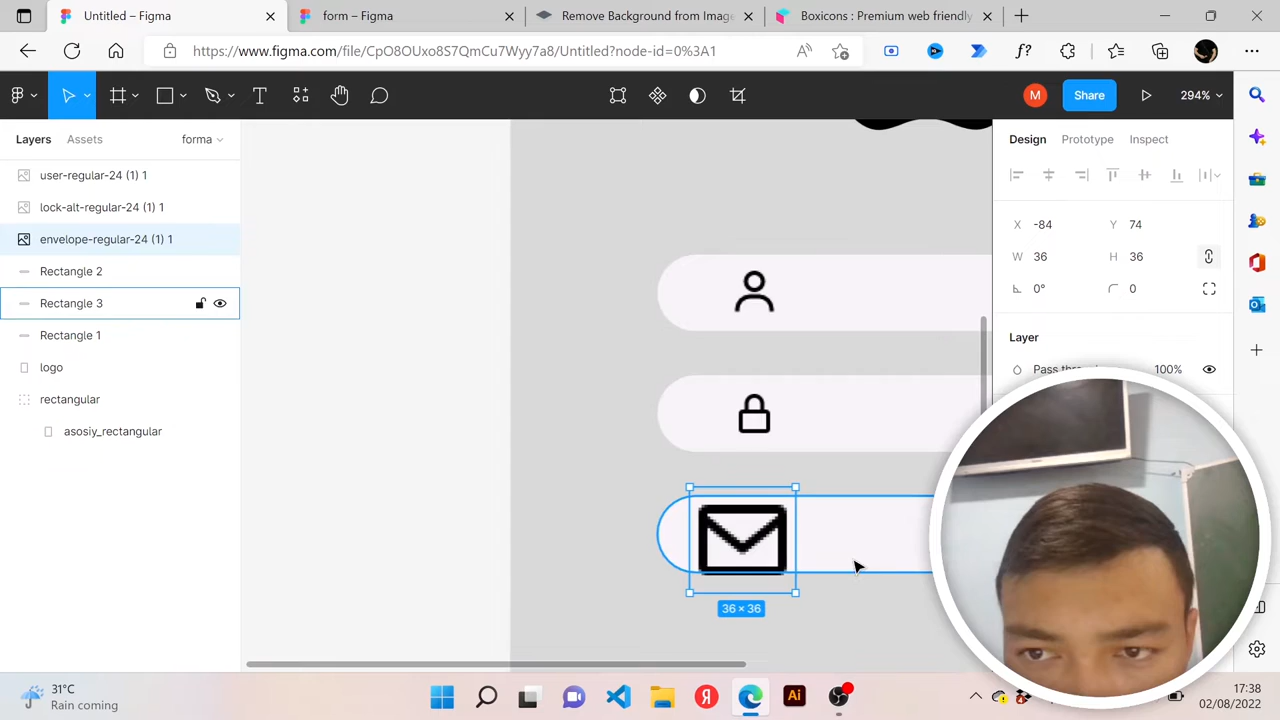 Untitled – Figma
form – Figma
Remove Background from Image
Boxicons : Premium web friendly
https://www.figma.com/file/CpO8OUxo8S7QmCu7Wyy7a8/Untitled?node-id=0%3A1
M
Share
294%
Layers
Assets
forma
Design
Prototype
Inspect
user-regular-24 (1) 1
lock-alt-regular-24 (1) 1
envelope-regular-24 (1) 1
Rectangle 2
Rectangle 3
Rectangle 1
logo
rectangular
asosiy_rectangular
X -84
Y 74
W 36
H 36
0°
0
Layer
Pass through
100%
36 × 36
31°C
Rain coming
Я
Ai
17:38
02/08/2022